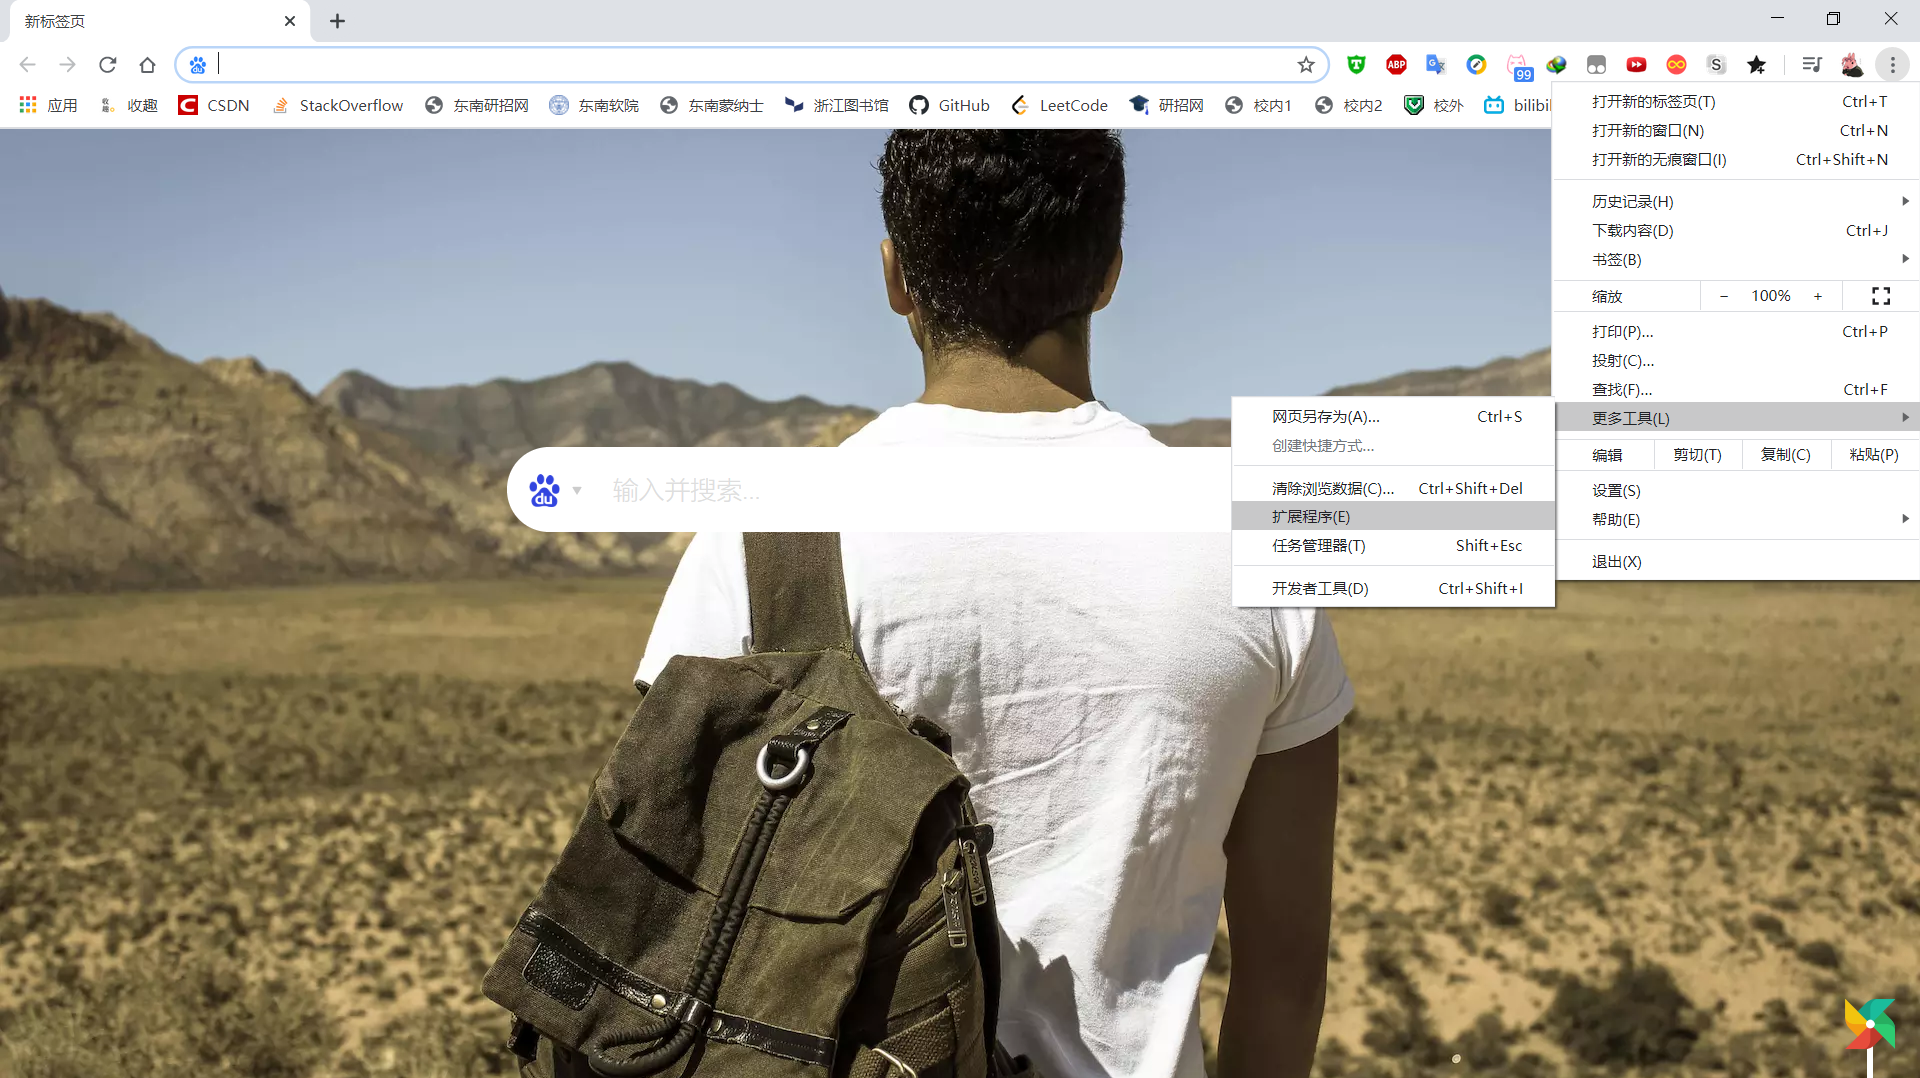 新标签页
应用 收趣 CSDN StackOverflow 东南研招网 东南软院 东南蒙纳士 浙江图书馆 GitHub LeetCode 研招网 校内1 校内2 校外 bilibil
ABP
99
打开新的标签页(T) Ctrl+T
打开新的窗口(N) Ctrl+N
打开新的无痕窗口(I) Ctrl+Shift+N
历史记录(H)
下载内容(D) Ctrl+J
书签(B)
缩放 − 100% +
打印(P)... Ctrl+P
投射(C)...
查找(F)... Ctrl+F
更多工具(L)
编辑 剪切(T) 复制(C) 粘贴(P)
设置(S)
帮助(E)
退出(X)
网页另存为(A)... Ctrl+S
创建快捷方式...
清除浏览数据(C)... Ctrl+Shift+Del
扩展程序(E)
任务管理器(T) Shift+Esc
开发者工具(D) Ctrl+Shift+I
du 输入并搜索...